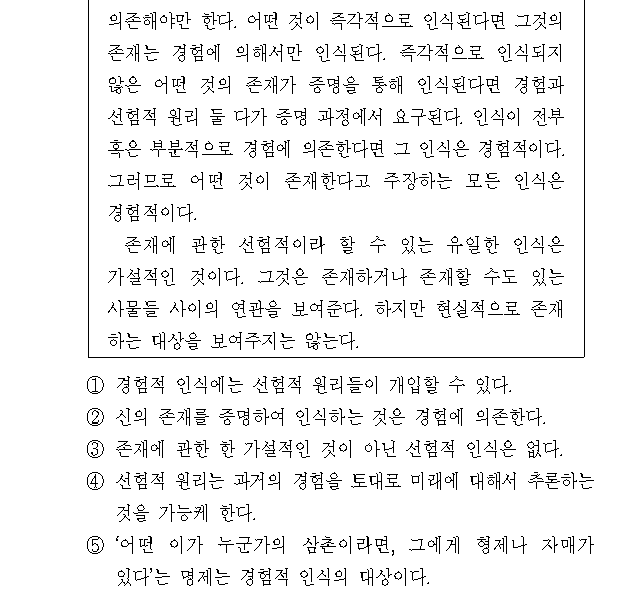 의존해야만 한다. 어떤 것이 즉각적으로 인식된다면 그것의
존재는 경험에 의해서만 인식된다. 즉각적으로 인식되지
않은 어떤 것의 존재가 증명을 통해 인식된다면 경험과
선험적 원리 둘 다가 증명 과정에서 요구된다. 인식이 전부
혹은 부분적으로 경험에 의존한다면 그 인식은 경험적이다.
그러므로 어떤 것이 존재한다고 주장하는 모든 인식은
경험적이다.
존재에 관한 선험적이라 할 수 있는 유일한 인식은
가설적인 것이다. 그것은 존재하거나 존재할 수도 있는
사물들 사이의 연관을 보여준다. 하지만 현실적으로 존재
하는 대상을 보여주지는 않는다.
① 경험적 인식에는 선험적 원리들이 개입할 수 있다.
② 신의 존재를 증명하여 인식하는 것은 경험에 의존한다.
③ 존재에 관한 한 가설적인 것이 아닌 선험적 인식은 없다.
④ 선험적 원리는 과거의 경험을 토대로 미래에 대해서 추론하는
것을 가능케 한다.
⑤ ‘어떤 이가 누군가의 삼촌이라면, 그에게 형제나 자매가
있다’는 명제는 경험적 인식의 대상이다.